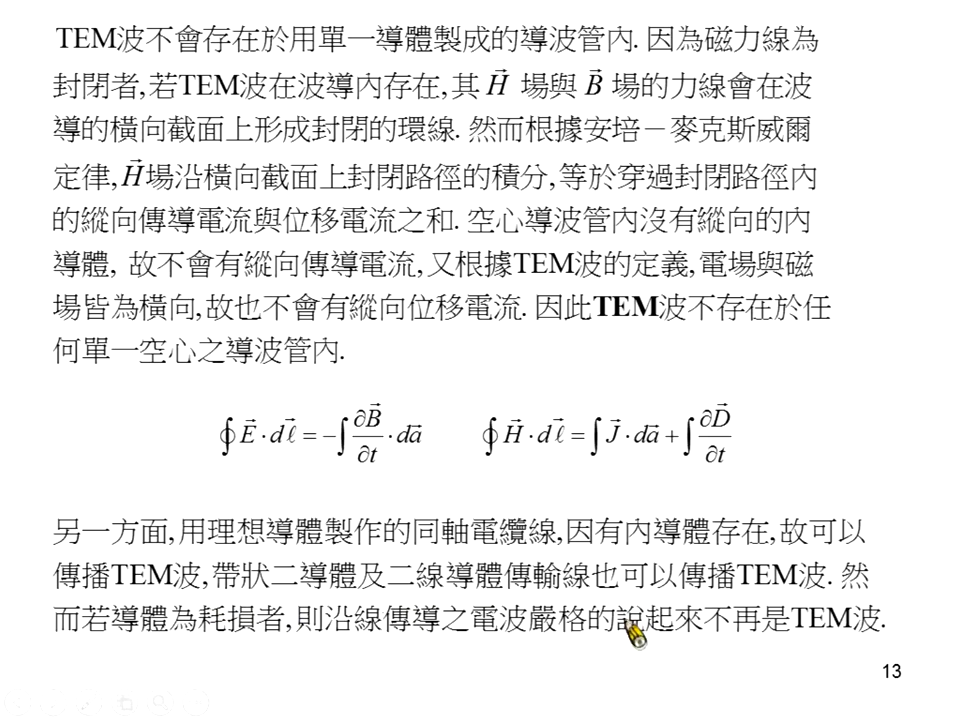 TEM波不會存在於用單一導體製成的導波管內. 因為磁力線為
封閉者,若TEM波在波導內存在,其 H⃗ 場與 B⃗ 場的力線會在波
導的橫向截面上形成封閉的環線. 然而根據安培－麥克斯威爾
定律,H⃗場沿橫向截面上封閉路徑的積分,等於穿過封閉路徑內
的縱向傳導電流與位移電流之和. 空心導波管內沒有縱向的內
導體, 故不會有縱向傳導電流,又根據TEM波的定義,電場與磁
場皆為橫向,故也不會有縱向位移電流. 因此TEM波不存在於任
何單一空心之導波管內.
∮E⃗·dℓ⃗ = −∫∂B⃗/∂t·da⃗  ∮H⃗·dℓ⃗ = ∫J⃗·da⃗ + ∫∂D⃗/∂t
另一方面,用理想導體製作的同軸電纜線,因有內導體存在,故可以
傳播TEM波,帶狀二導體及二線導體傳輸線也可以傳播TEM波. 然
而若導體為耗損者,則沿線傳導之電波嚴格的說起來不再是TEM波.
13